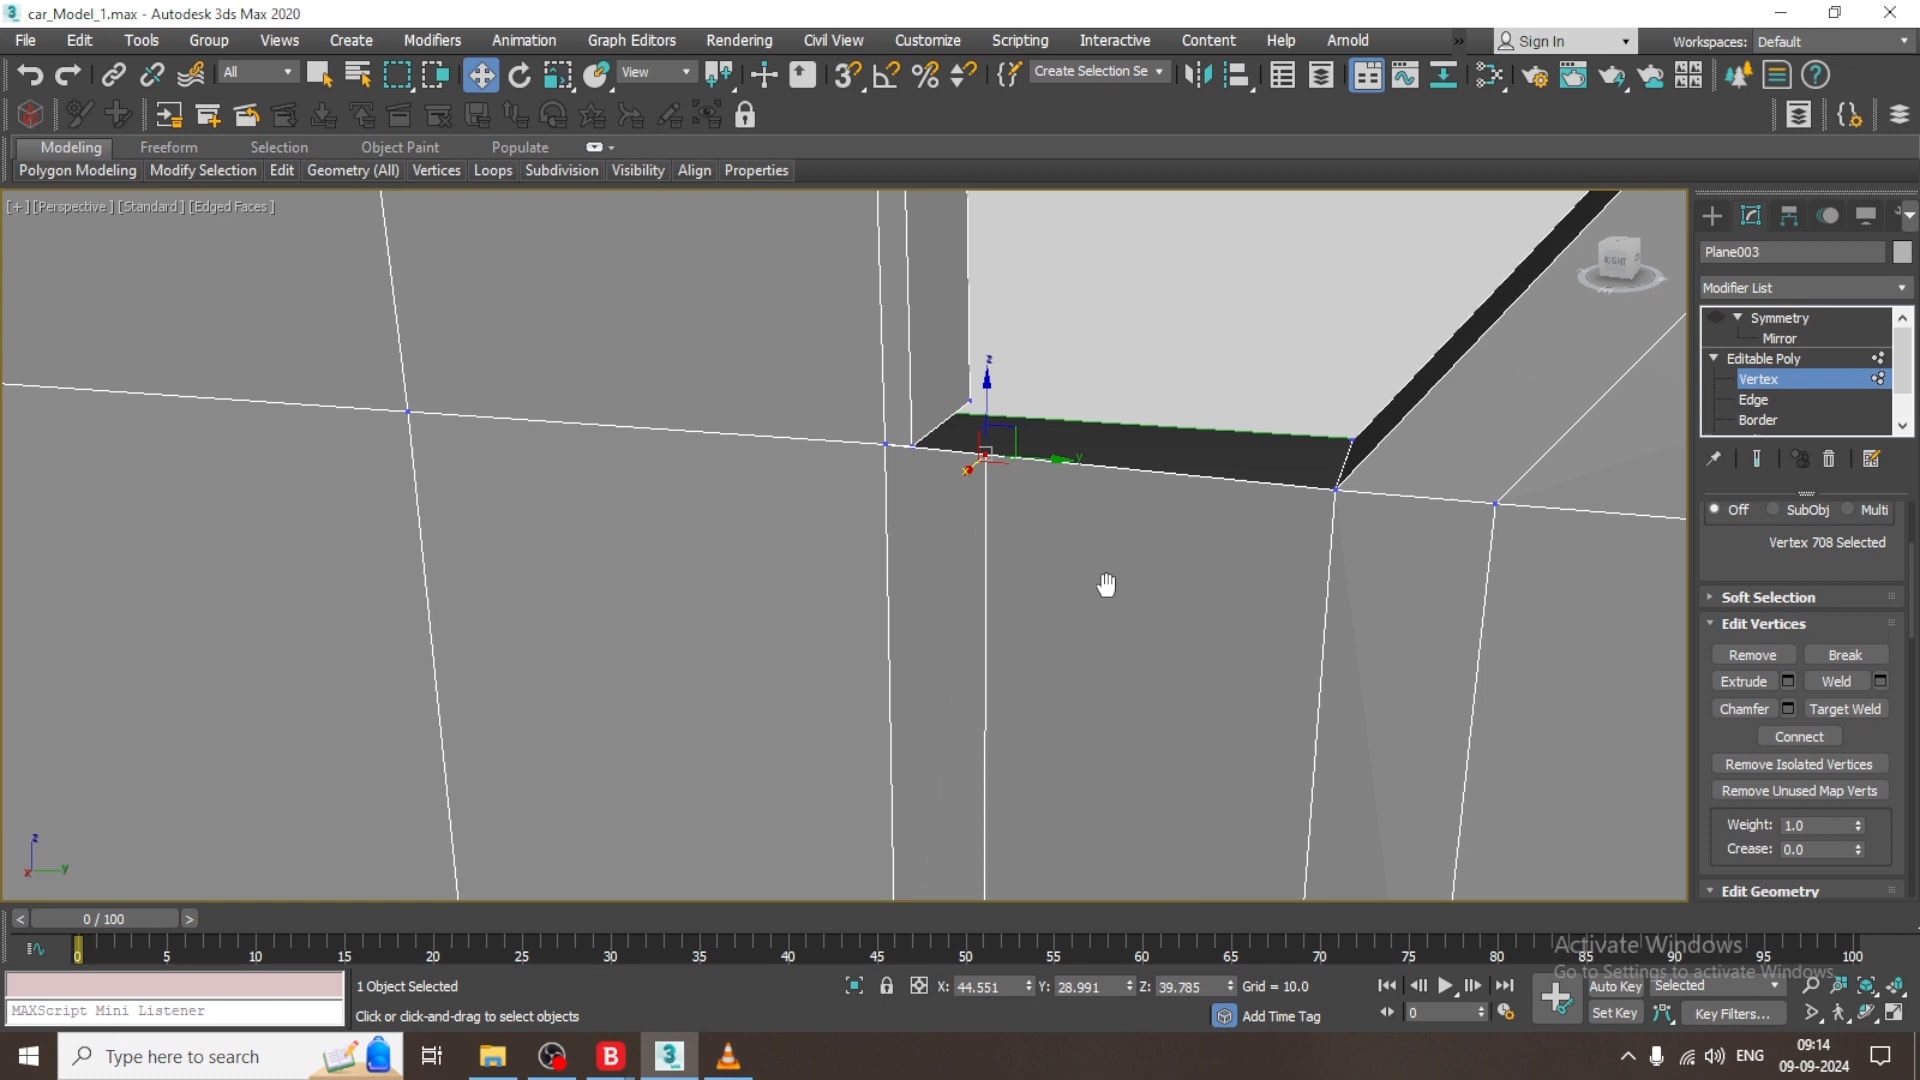 car_Model_1.max - Autodesk 3ds Max 2020
File Edit Tools Group Views Create Modifiers Animation Graph Editors Rendering Civil View Customize Scripting Interactive Content Help Arnold Sign In Workspaces: Default
All View Create Selection Se
Modeling Freeform Selection Object Paint Populate
Polygon Modeling Modify Selection Edit Geometry (All) Vertices Loops Subdivision Visibility Align Properties
[+] [Perspective] [Standard] [Edged Faces]
RIGHT
Plane003
Modifier List
Symmetry
Mirror
Editable Poly
Vertex
Edge
Border
Off SubObj Multi
Vertex 708 Selected
Soft Selection
Edit Vertices
Remove Break
Extrude Weld
Chamfer Target Weld
Connect
Remove Isolated Vertices
Remove Unused Map Verts
Weight: 1.0
Crease: 0.0
Edit Geometry
z
y
x
z
y
x
< 0 / 100 >
0 5 10 15 20 25 30 35 40 45 50 55 60 65 70 75 80 85 90 95 100
Activate Windows
Go to Settings to activate Windows.
1 Object Selected X: 44.551 Y: 28.991 Z: 39.785 Grid = 10.0 Auto Key Selected
MAXScript Mini Listener Click or click-and-drag to select objects Add Time Tag 0 Set Key Key Filters...
Type here to search ENG 09:14
09-09-2024